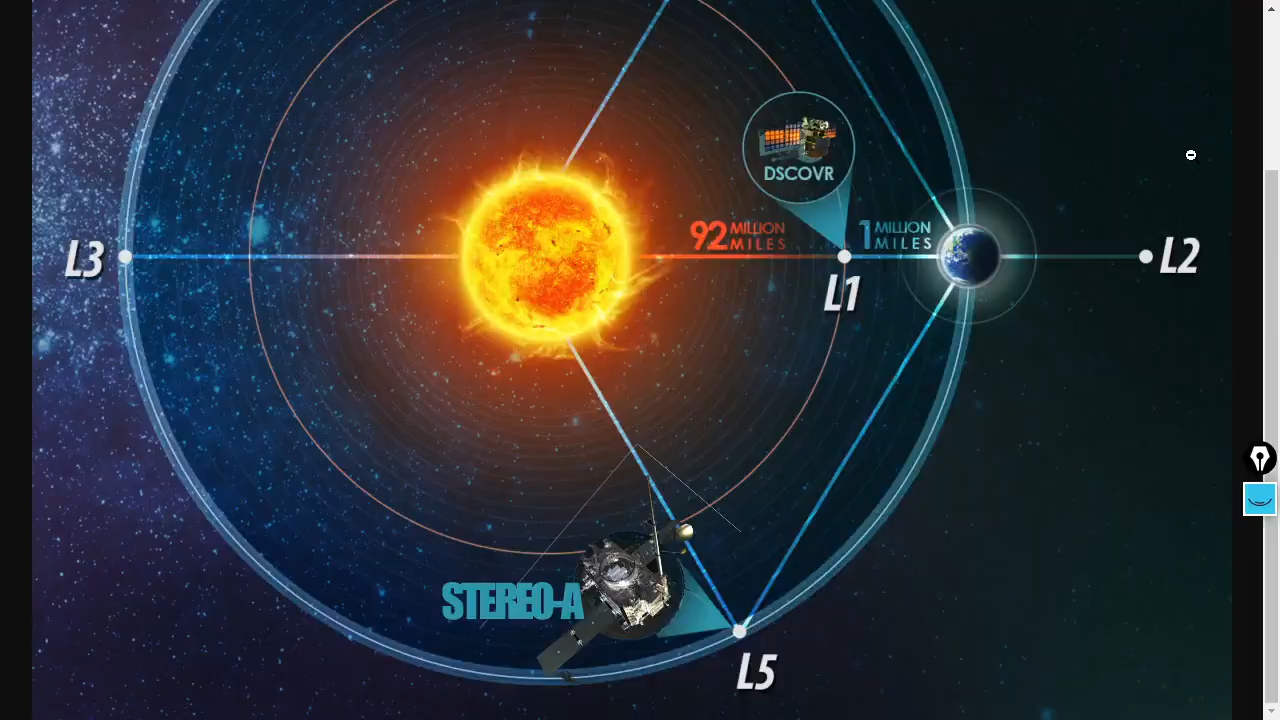 DSCOVR
92 MILLION MILES
1 MILLION MILES
L3
L2
L1
STEREO-A
L5